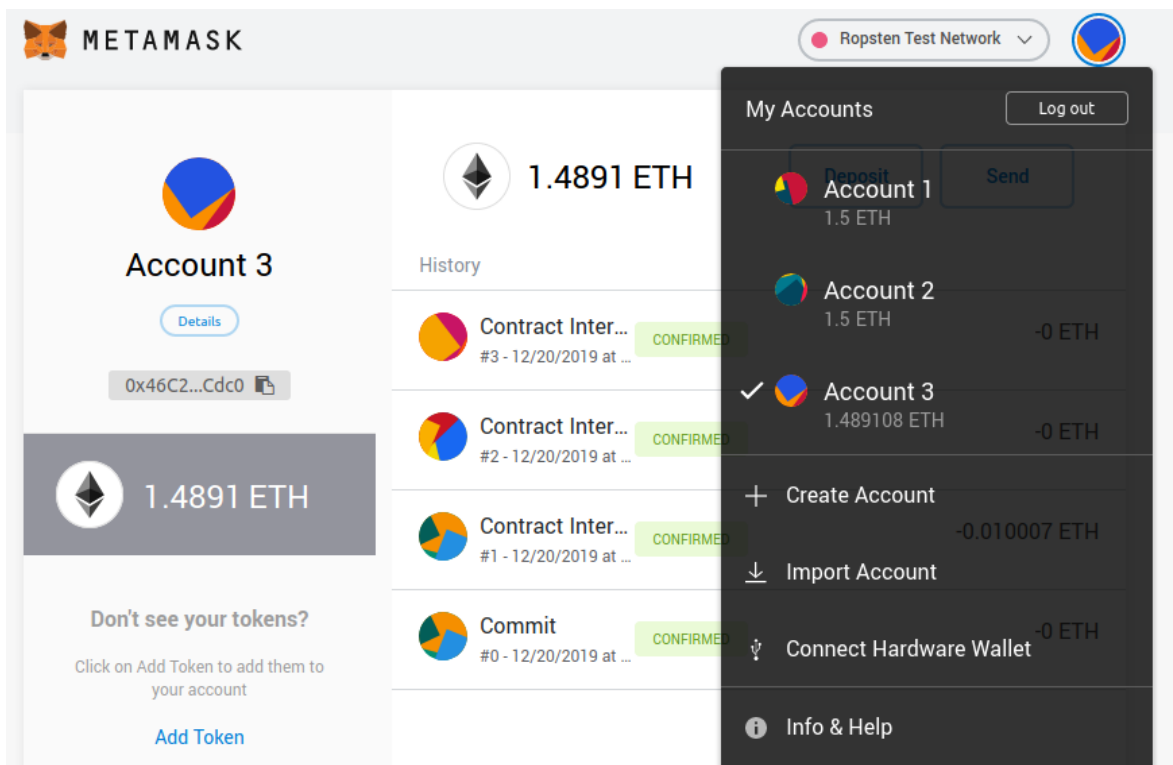 METAMASK
Ropsten Test Network
Account 3
Details
0x46C2...Cdc0
1.4891 ETH
Don't see your tokens?
Click on Add Token to add them to
your account
Add Token
1.4891 ETH
Deposit
Send
History
Contract Inter...
#3 - 12/20/2019 at ...
CONFIRMED
-0 ETH
Contract Inter...
#2 - 12/20/2019 at ...
CONFIRMED
-0 ETH
Contract Inter...
#1 - 12/20/2019 at ...
CONFIRMED
-0.010007 ETH
Commit
#0 - 12/20/2019 at ...
CONFIRMED
-0 ETH
My Accounts
Log out
Account 1
1.5 ETH
Account 2
1.5 ETH
Account 3
1.489108 ETH
Create Account
Import Account
Connect Hardware Wallet
Info & Help